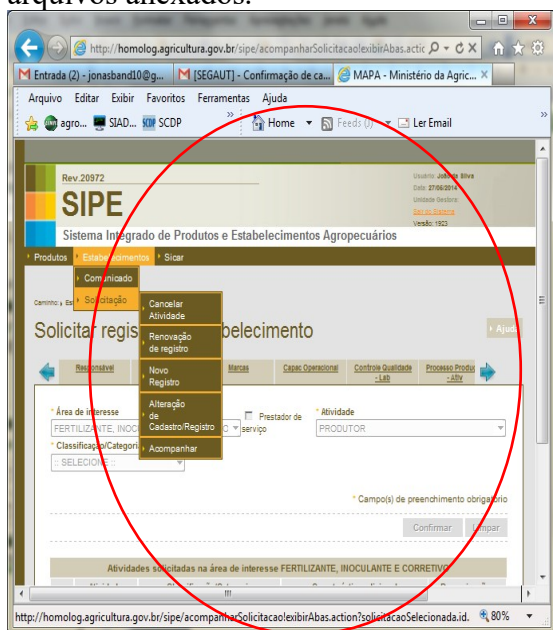 arquivos anexados.
http://homolog.agricultura.gov.br/sipe/acompanharSolicitacao!exibirAbas.actic
Entrada (2) - jonasband10@g... [SEGAUT] - Confirmação de ca... MAPA - Ministério da Agric... ×
Arquivo Editar Exibir Favoritos Ferramentas Ajuda
agro... SIAD... SCDP SCDP » Home Feeds (J) Ler Email »
Rev.20972
Usuário: João da Silva
Data: 27/06/2014
Unidade Gestora:
Sair do Sistema
Versão: 1923
SIPE
Sistema Integrado de Produtos e Estabelecimentos Agropecuários
Produtos Estabelecimentos Sicar
Comunicado
Solicitação
Cancelar
Atividade
Renovação
de registro
Novo
Registro
Alteração
de
Cadastro/Registro
Acompanhar
Caminho: Es
Solicitar regis belecimento
Ajuda
Responsável Marcas Capac Operacional Controle Qualidade
- Lab Processo Produc
- Ativ
* Área de interesse
FERTILIZANTE, INOC C
Prestador de
serviço
* Atividade
PRODUTOR
* Classificação/Categori
:: SELECIONE ::
* Campo(s) de preenchimento obrigatório
Confirmar Limpar
Atividades solicitadas na área de interesse FERTILIZANTE, INOCULANTE E CORRETIVO
http://homolog.agricultura.gov.br/sipe/acompanharSolicitacao!exibirAbas.action?solicitacaoSelecionada.id. 80%